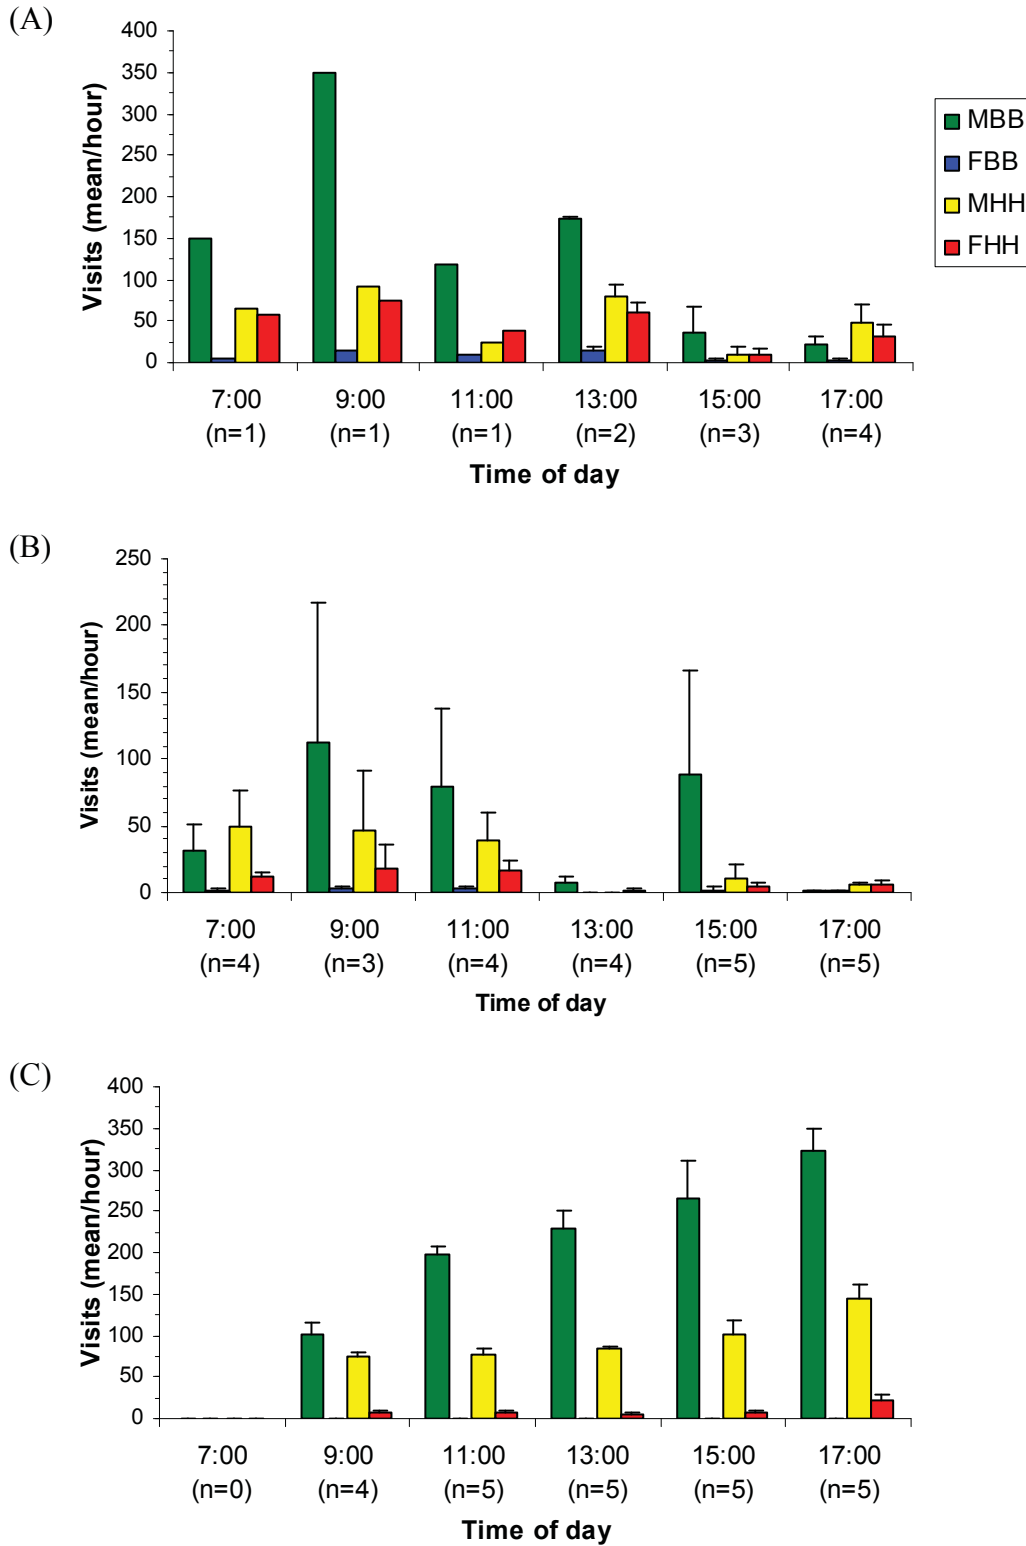 (A)
400
350
300
250
200
150
100
50
0
Visits (mean/hour)
7:00 9:00 11:00 13:00 15:00 17:00
(n=1) (n=1) (n=1) (n=2) (n=3) (n=4)
Time of day
MBB
FBB
MHH
FHH
(B)
250
200
150
100
50
0
Visits (mean/hour)
7:00 9:00 11:00 13:00 15:00 17:00
(n=4) (n=3) (n=4) (n=4) (n=5) (n=5)
Time of day
(C)
400
350
300
250
200
150
100
50
0
Visits (mean/hour)
7:00 9:00 11:00 13:00 15:00 17:00
(n=0) (n=4) (n=5) (n=5) (n=5) (n=5)
Time of day